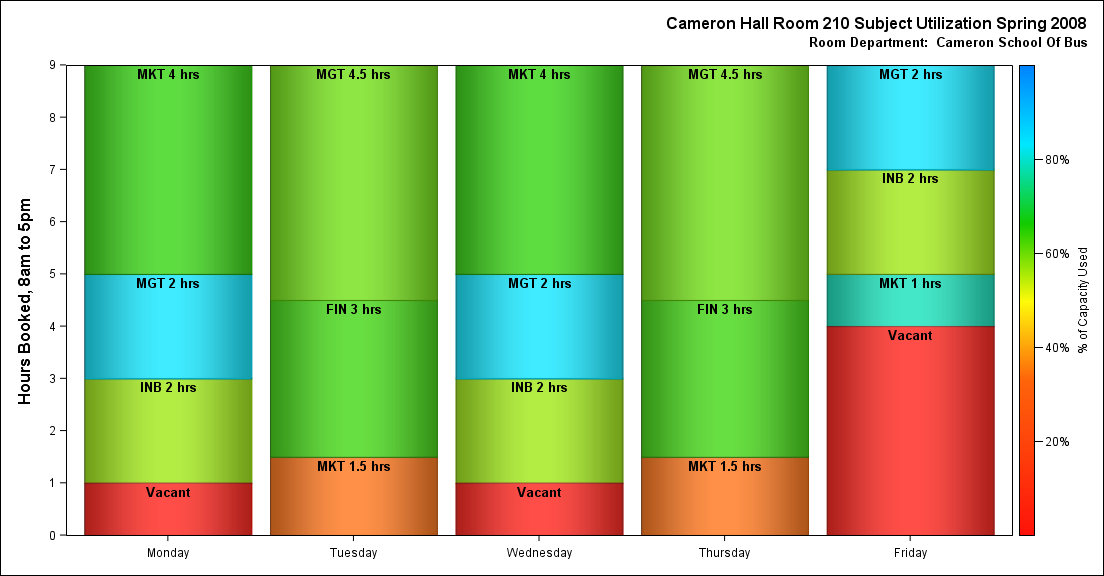 Cameron Hall Room 210 Subject Utilization Spring 2008
Room Department:  Cameron School Of Bus
Hours Booked, 8am to 5pm
9
8
7
6
5
4
3
2
1
0
MKT 4 hrs
MGT 2 hrs
INB 2 hrs
Vacant
MGT 4.5 hrs
FIN 3 hrs
MKT 1.5 hrs
MKT 4 hrs
MGT 2 hrs
INB 2 hrs
Vacant
MGT 4.5 hrs
FIN 3 hrs
MKT 1.5 hrs
MGT 2 hrs
INB 2 hrs
MKT 1 hrs
Vacant
Monday
Tuesday
Wednesday
Thursday
Friday
80%
60%
40%
20%
% of Capacity Used